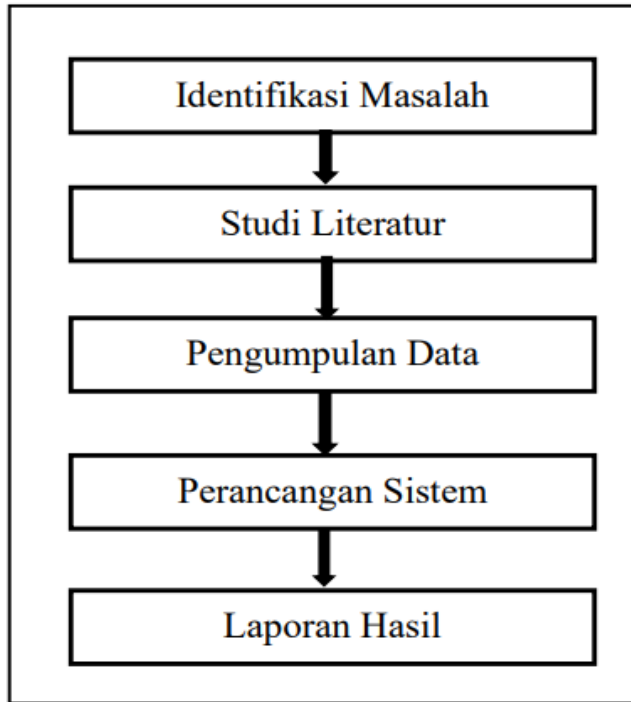 Identifikasi Masalah
Studi Literatur
Pengumpulan Data
Perancangan Sistem
Laporan Hasil